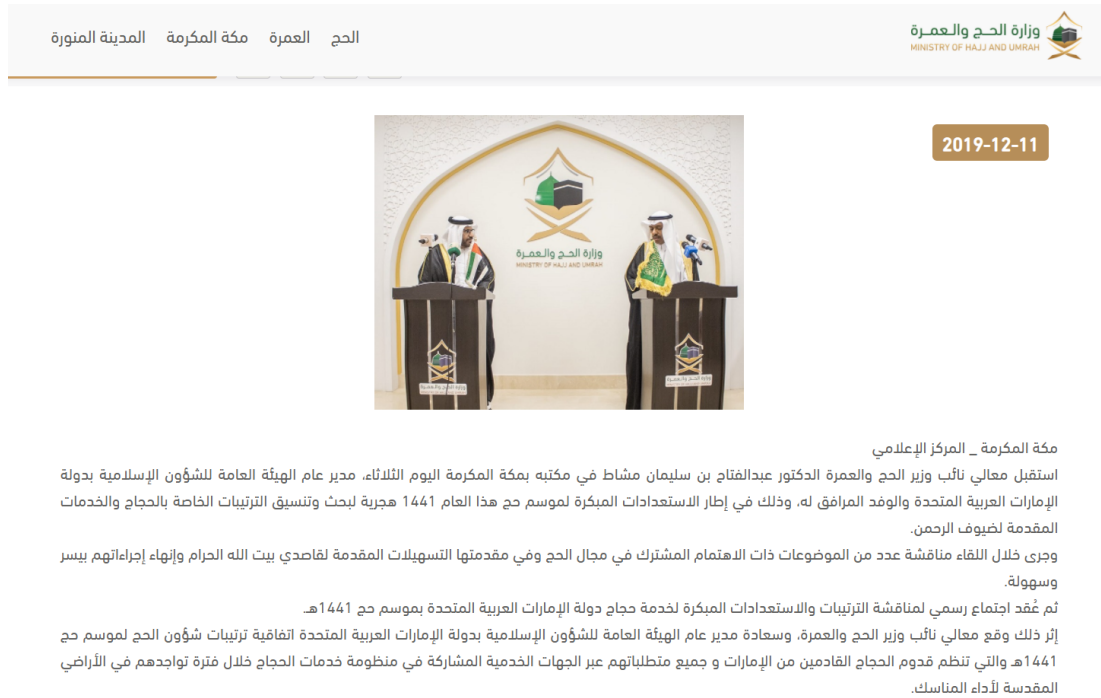 وزارة الحـج والـعمـرة
MINISTRY OF HAJJ AND UMRAH
الحج العمرة مكة المكرمة المدينة المنورة
2019-12-11
وزارة الحـج والـعمـرة
MINISTRY OF HAJJ AND UMRAH
مكة المكرمة _ المركز الإعلامي
استقبل معالي نائب وزير الحج والعمرة الدكتور عبدالفتاح بن سليمان مشاط في مكتبه بمكة المكرمة اليوم الثلاثاء، مدير عام الهيئة العامة للشؤون الإسلامية بدولة
الإمارات العربية المتحدة والوفد المرافق له، وذلك في إطار الاستعدادات المبكرة لموسم حج هذا العام 1441 هجرية لبحث وتنسيق الترتيبات الخاصة بالحجاج والخدمات
المقدمة لضيوف الرحمن.
وجرى خلال اللقاء مناقشة عدد من الموضوعات ذات الاهتمام المشترك في مجال الحج وفي مقدمتها التسهيلات المقدمة لقاصدي بيت الله الحرام وإنهاء إجراءاتهم بيسر
وسهولة.
ثم عُقد اجتماع رسمي لمناقشة الترتيبات والاستعدادات المبكرة لخدمة حجاج دولة الإمارات العربية المتحدة بموسم حج 1441هـ.
إثر ذلك وقع معالي نائب وزير الحج والعمرة، وسعادة مدير عام الهيئة العامة للشؤون الإسلامية بدولة الإمارات العربية المتحدة اتفاقية ترتيبات شؤون الحج لموسم حج
1441هـ والتي تنظم قدوم الحجاج القادمين من الإمارات و جميع متطلباتهم عبر الجهات الخدمية المشاركة في منظومة خدمات الحجاج خلال فترة تواجدهم في الأراضي
المقدسة لأداء المناسك.